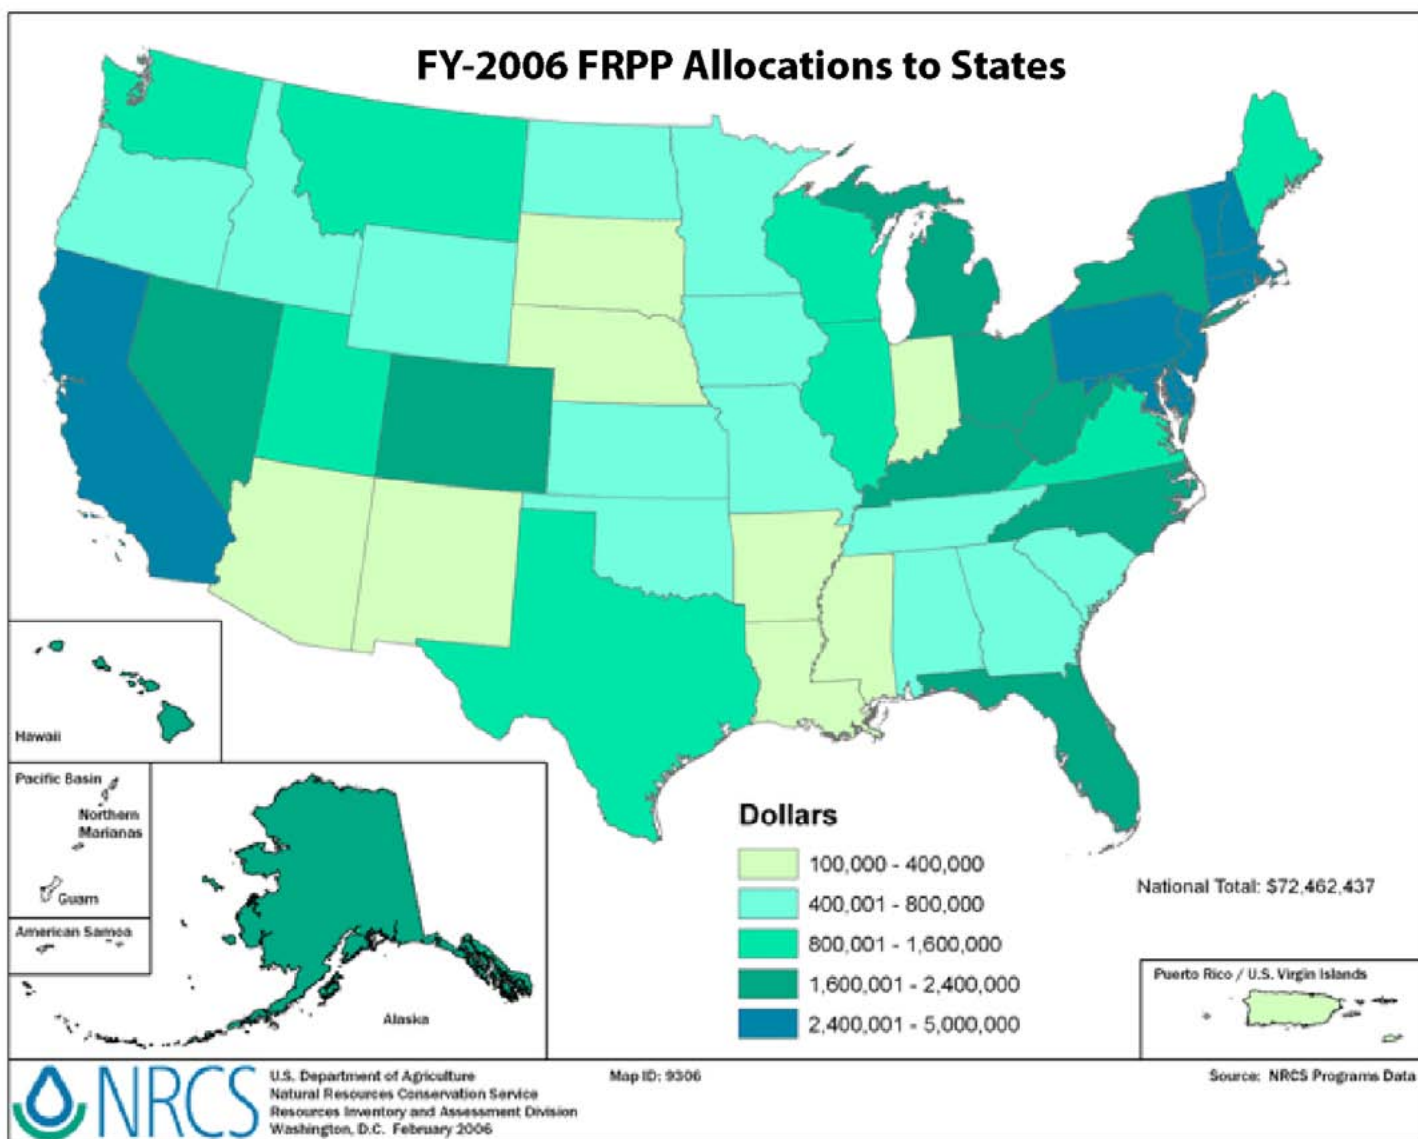 FY-2006 FRPP Allocations to States
Hawaii
Pacific Basin
Northern
Marianas
Guam
American Samoa
Alaska
Dollars
100,000 - 400,000
400,001 - 800,000
800,001 - 1,600,000
1,600,001 - 2,400,000
2,400,001 - 5,000,000
National Total: $72,462,437
Puerto Rico / U.S. Virgin Islands
NRCS
U.S. Department of Agriculture
Natural Resources Conservation Service
Resources Inventory and Assessment Division
Washington, D.C. February 2006
Map ID: 9306
Source: NRCS Programs Data